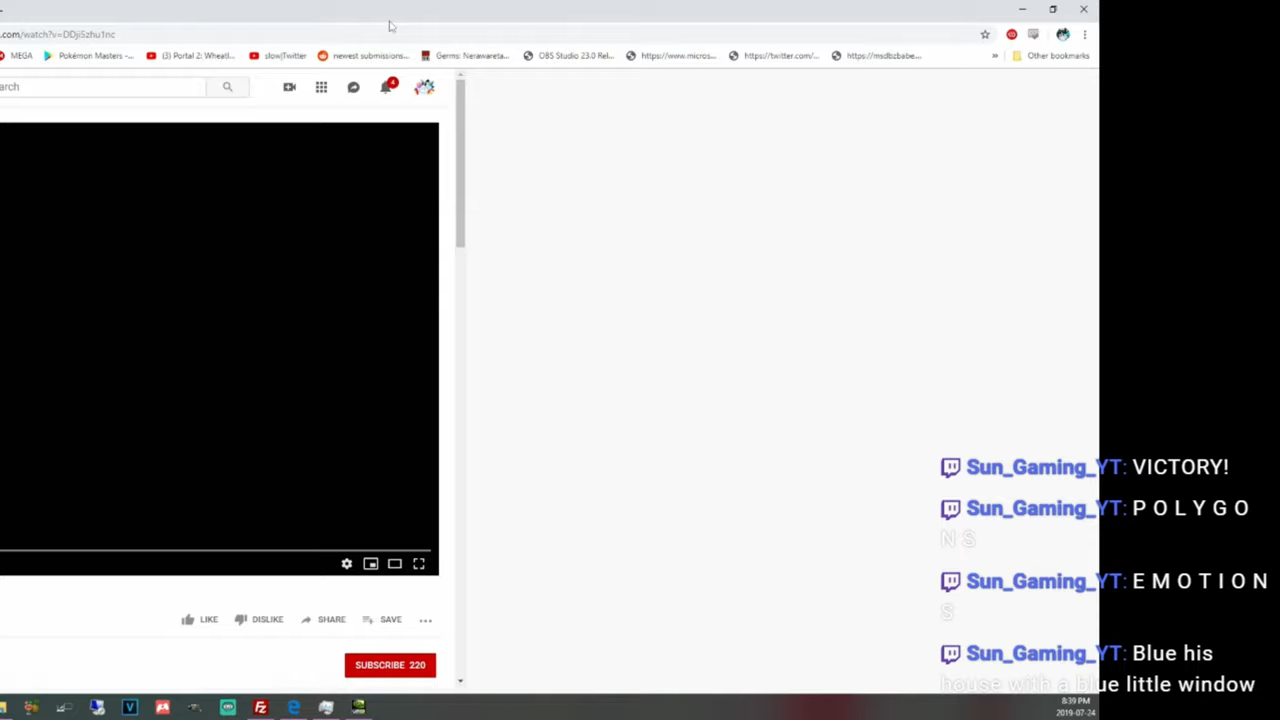 .com/watch?v=DDji5zhu1nc
MEGA
Pokémon Masters -...
(3) Portal 2: Wheatl...
slow|Twitter
newest submissions...
Germs: Nerawareta...
OBS Studio 23.0 Rel...
https://www.micros...
https://twitter.com/...
https://msdbzbabe...
»
Other bookmarks
arch
4
LIKE
DISLIKE
SHARE
SAVE
SUBSCRIBE 220
Sun_Gaming_YT: VICTORY!
Sun_Gaming_YT: P O L Y G O
N S
Sun_Gaming_YT: E M O T I O N
S
Sun_Gaming_YT: Blue his
house with a blue little window
8:39 PM
2019-07-24